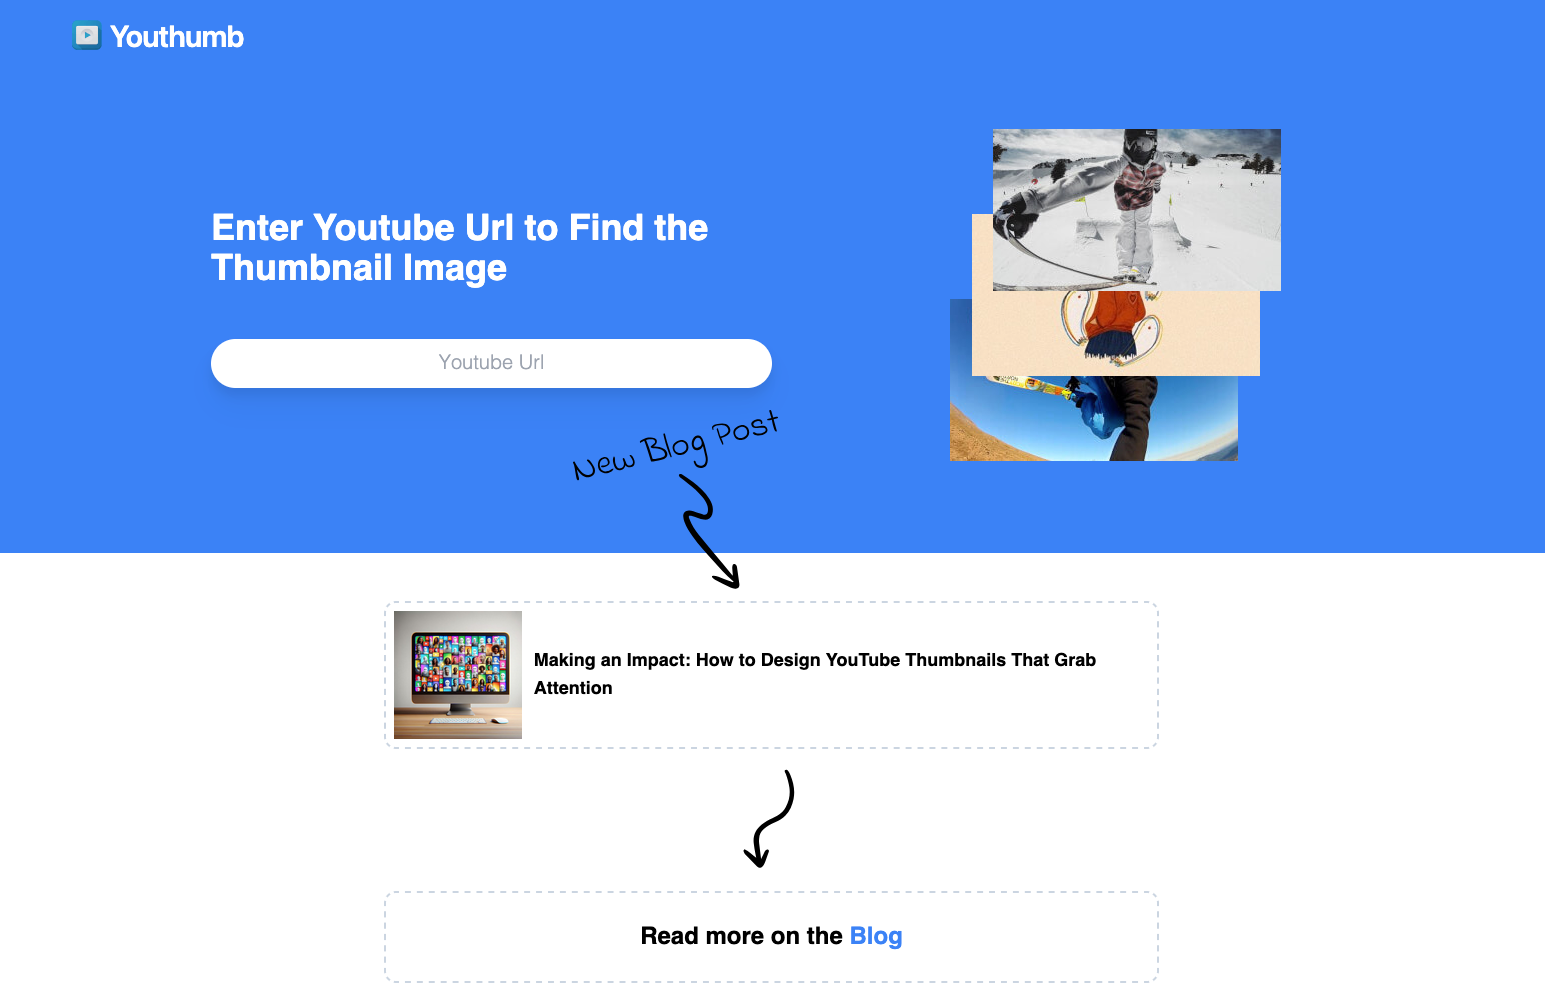 Youthumb
Enter Youtube Url to Find the
Thumbnail Image
Youtube Url
New Blog Post
Making an Impact: How to Design YouTube Thumbnails That Grab
Attention
Read more on the Blog